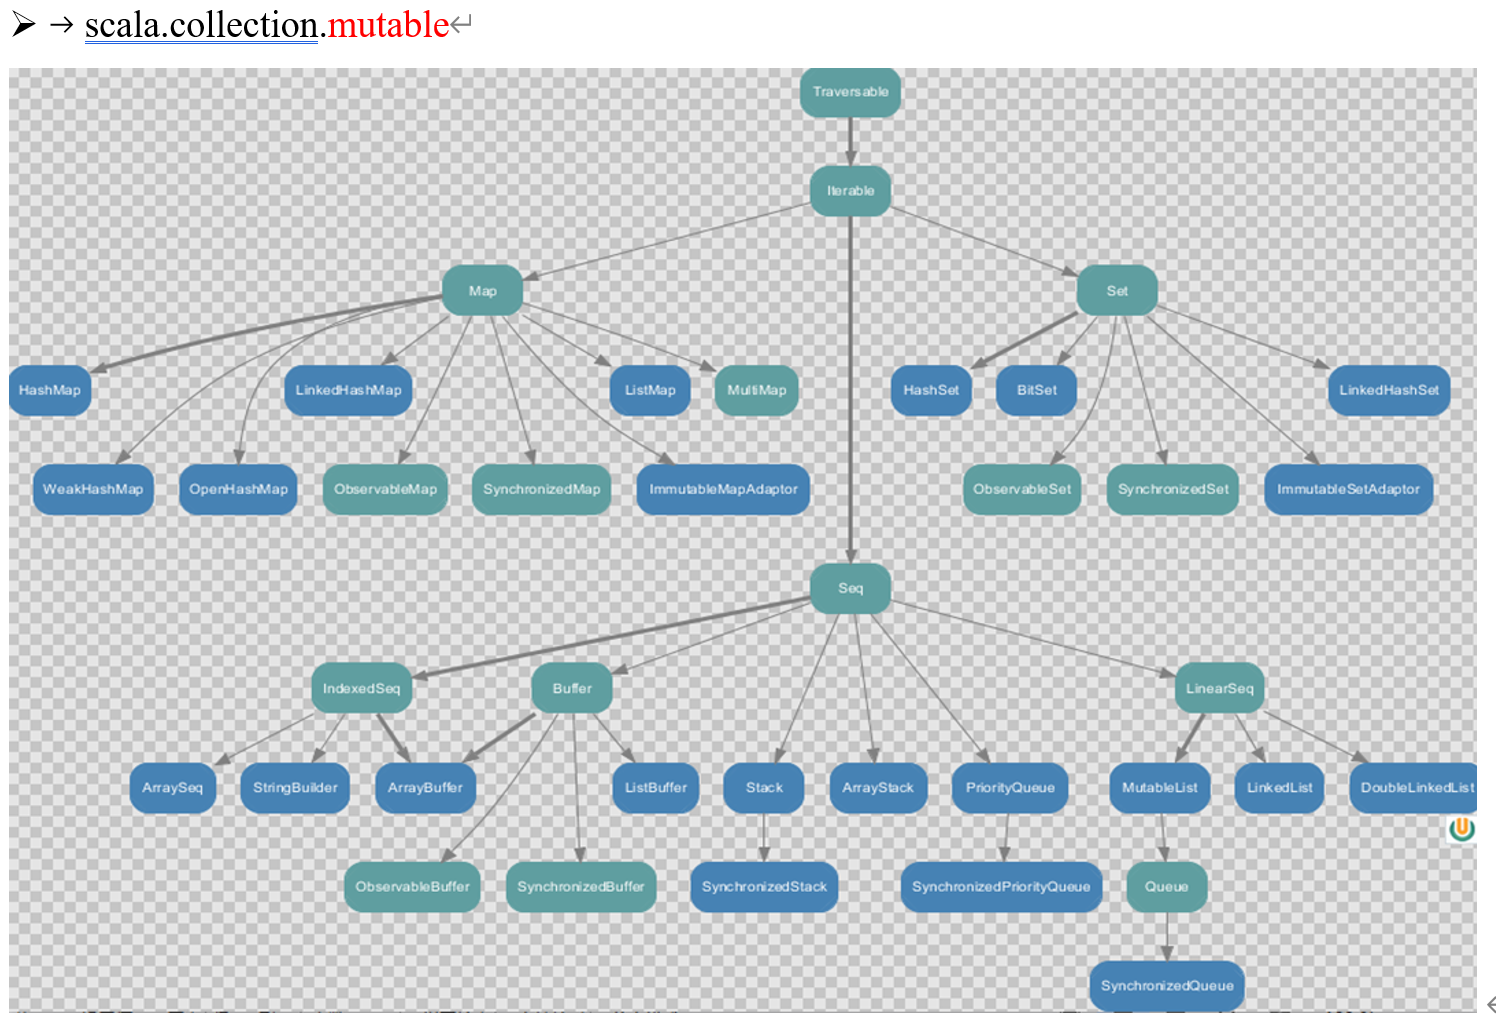 ➢ → scala.collection.mutable↵
Traversable
Iterable
Map
Set
HashMap
LinkedHashMap
ListMap
MultiMap
HashSet
BitSet
LinkedHashSet
WeakHashMap
OpenHashMap
ObservableMap
SynchronizedMap
ImmutableMapAdaptor
ObservableSet
SynchronizedSet
ImmutableSetAdaptor
Seq
IndexedSeq
Buffer
LinearSeq
ArraySeq
StringBuilder
ArrayBuffer
ListBuffer
Stack
ArrayStack
PriorityQueue
MutableList
LinkedList
DoubleLinkedList
U
ObservableBuffer
SynchronizedBuffer
SynchronizedStack
SynchronizedPriorityQueue
Queue
SynchronizedQueue